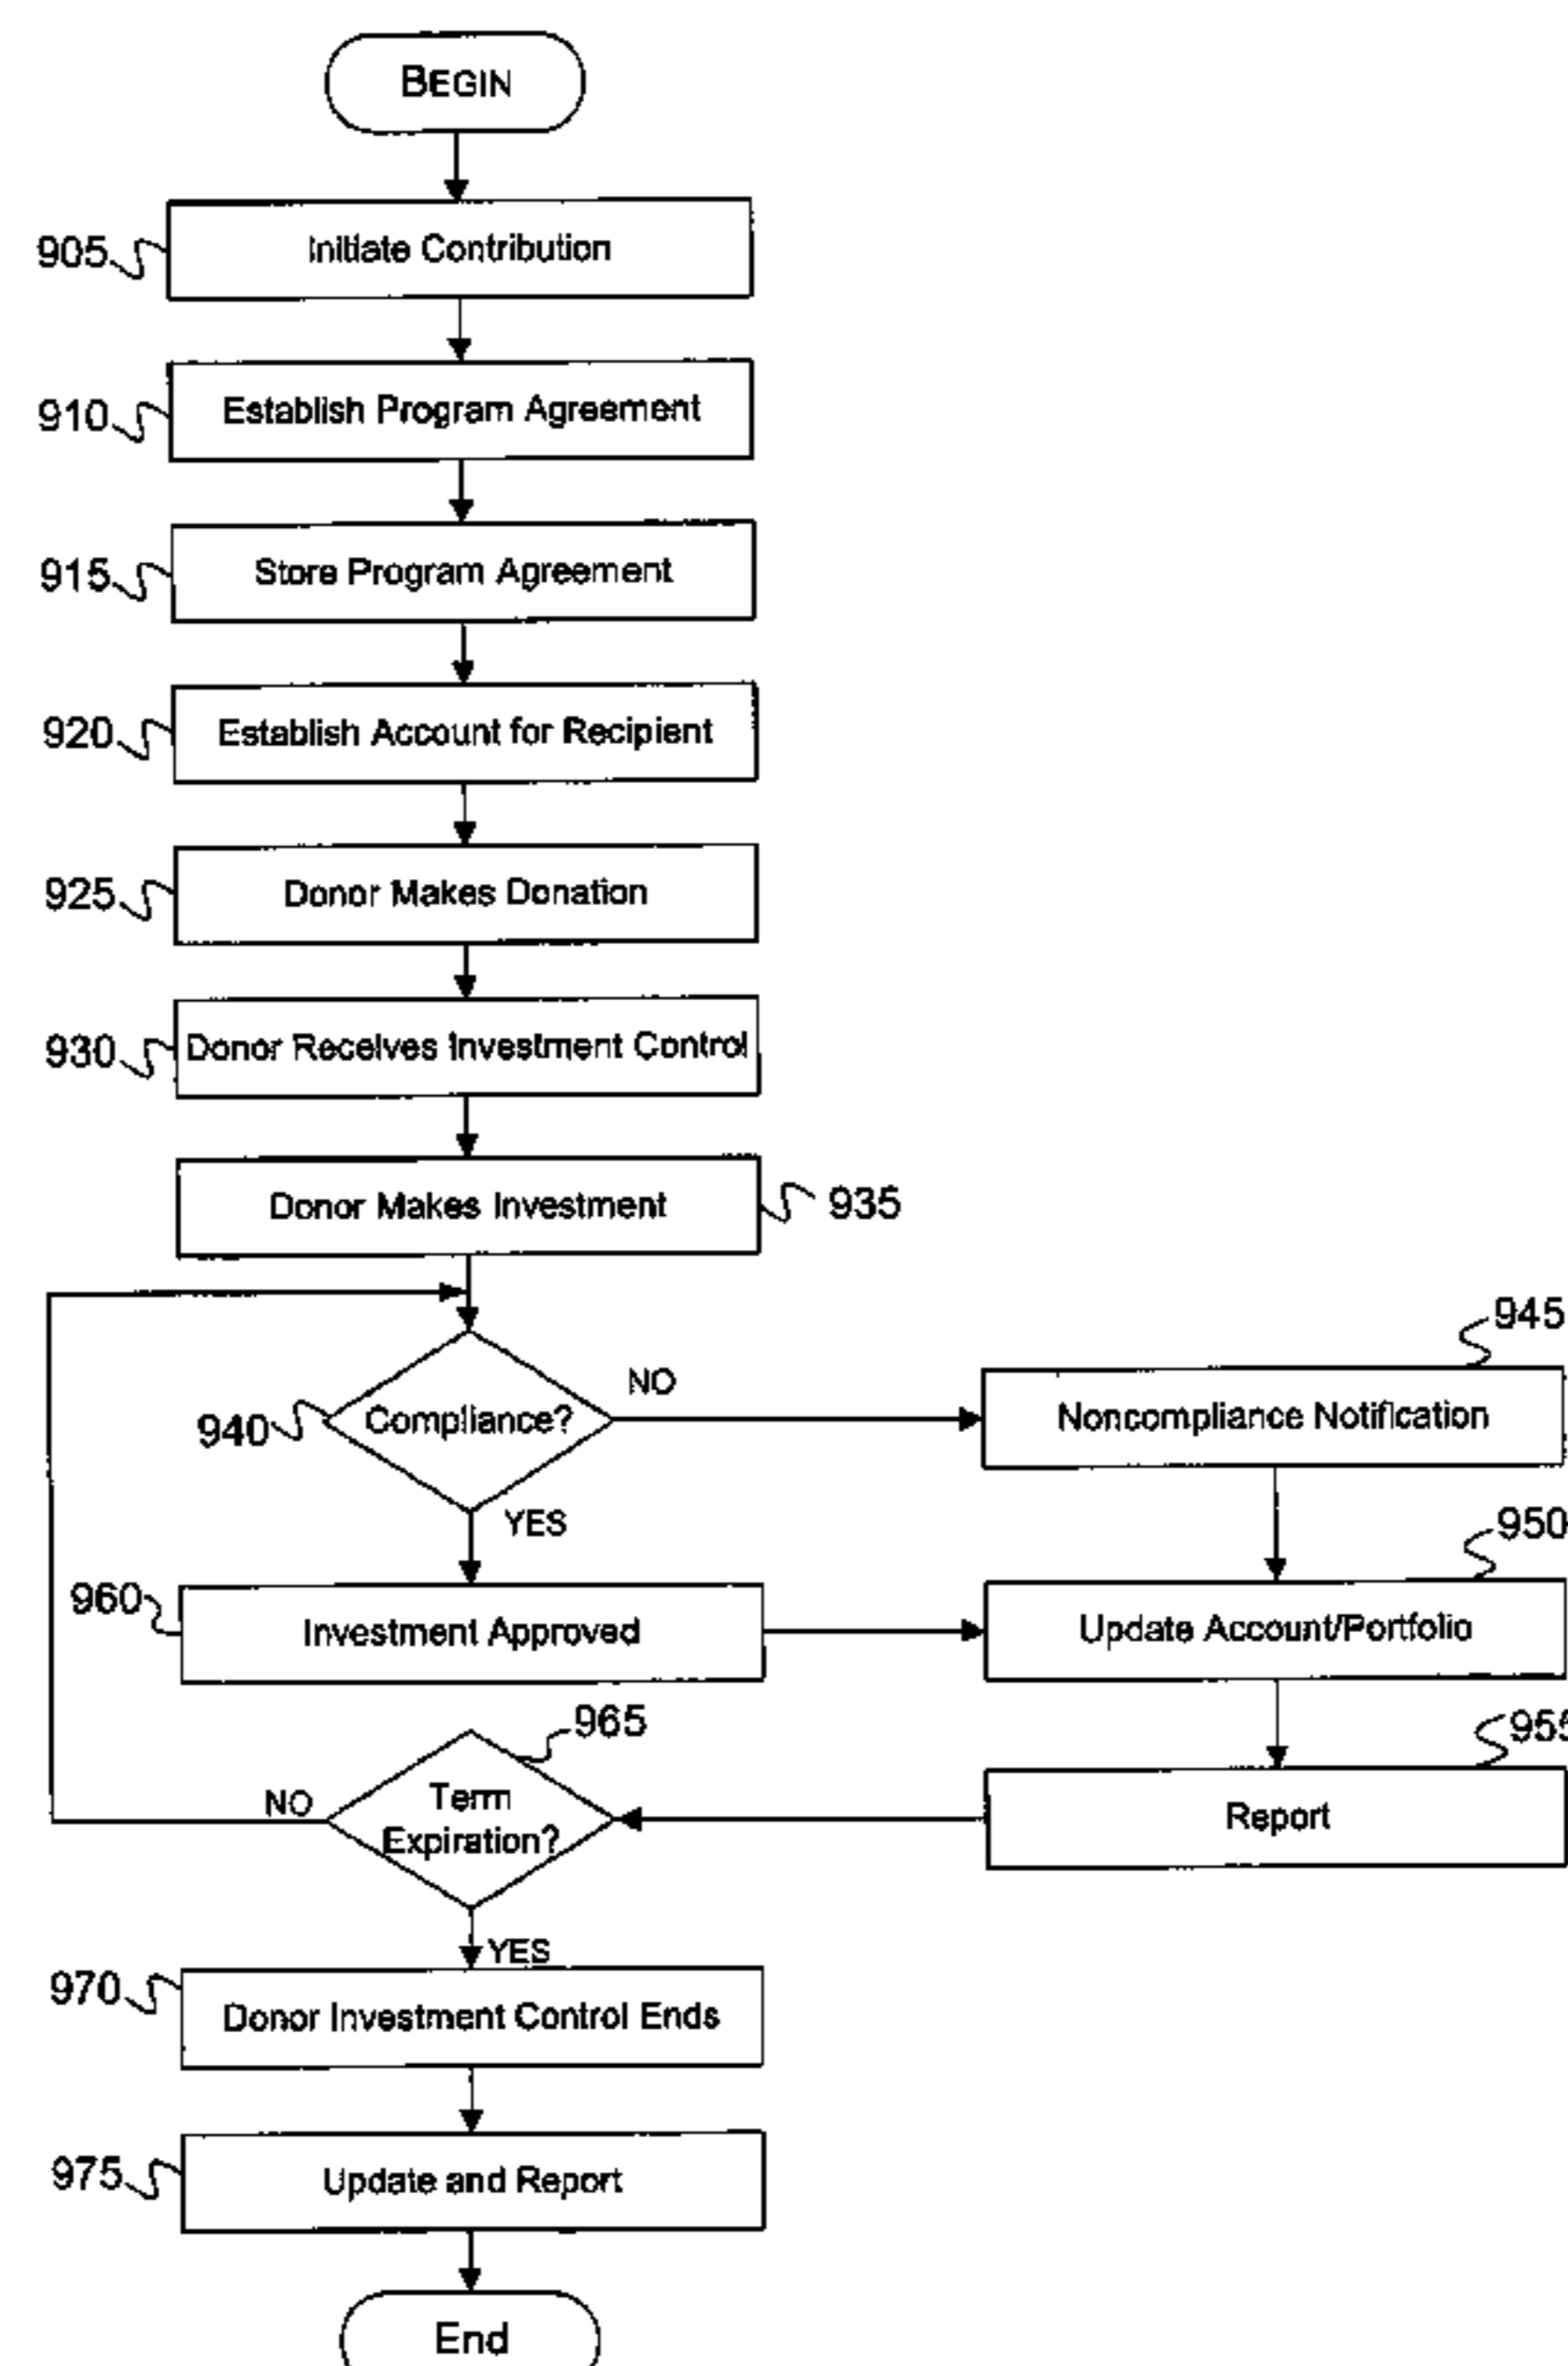 BEGIN
905
Initiate Contribution
910
Establish Program Agreement
915
Store Program Agreement
920
Establish Account for Recipient
925
Donor Makes Donation
930
Donor Receives Investment Control
Donor Makes Investment
935
945
NO
940
Compliance?
Noncompliance Notification
YES
950
960
Investment Approved
Update Account/Portfolio
965
955
NO
Term
Expiration?
Report
YES
970
Donor Investment Control Ends
975
Update and Report
End